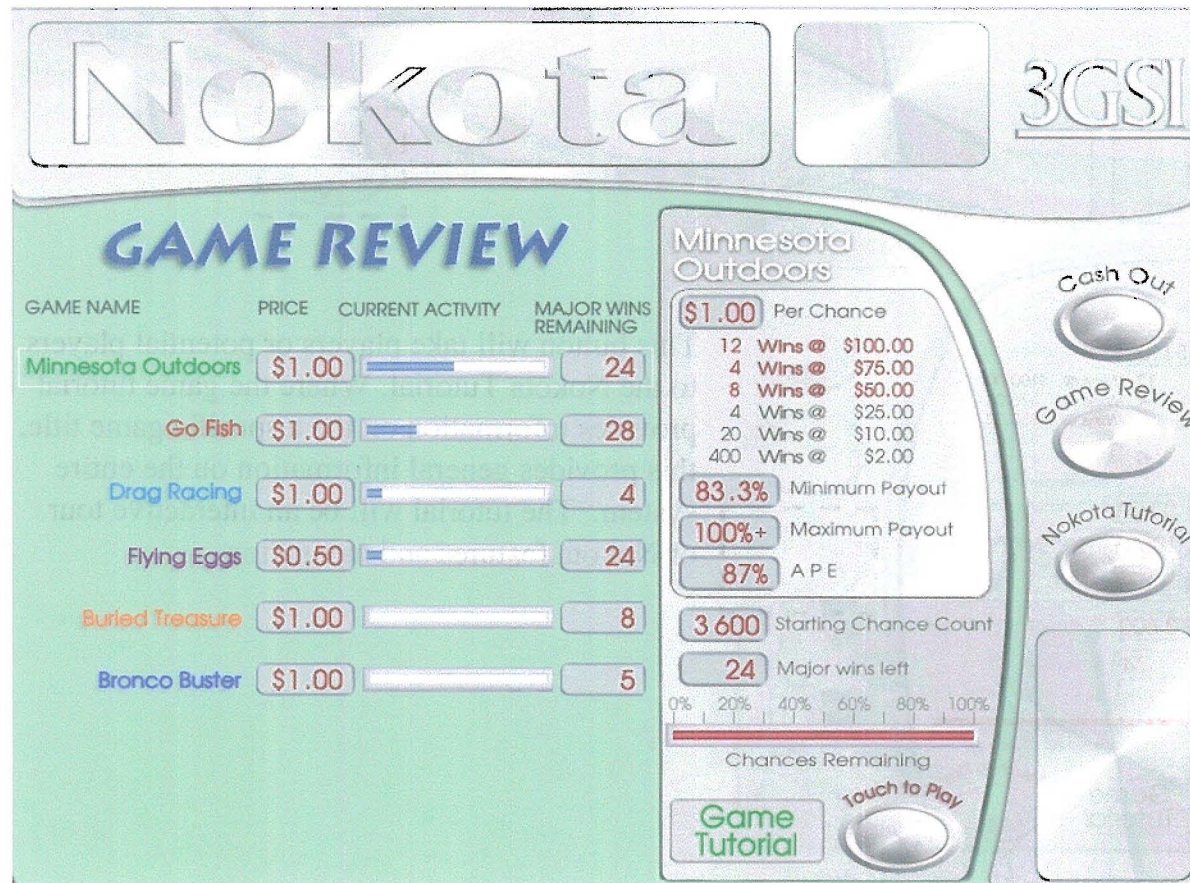 Nokota
3GSI
GAME REVIEW
GAME NAME PRICE CURRENT ACTIVITY MAJOR WINS REMAINING
Minnesota Outdoors $1.00 24
Go Fish $1.00 28
Drag Racing $1.00 4
Flying Eggs $0.50 24
Buried Treasure $1.00 8
Bronco Buster $1.00 5
Minnesota
Outdoors
$1.00 Per Chance
12 Wins @ $100.00
4 Wins @ $75.00
8 Wins @ $50.00
4 Wins @ $25.00
20 Wins @ $10.00
400 Wins @ $2.00
83.3% Minimum Payout
100%+ Maximum Payout
87% A P E
3600 Starting Chance Count
24 Major wins left
0% 20% 40% 60% 80% 100%
Chances Remaining
Game
Tutorial
Touch to Play
Cash Out
Game Review
Nokota Tutorial